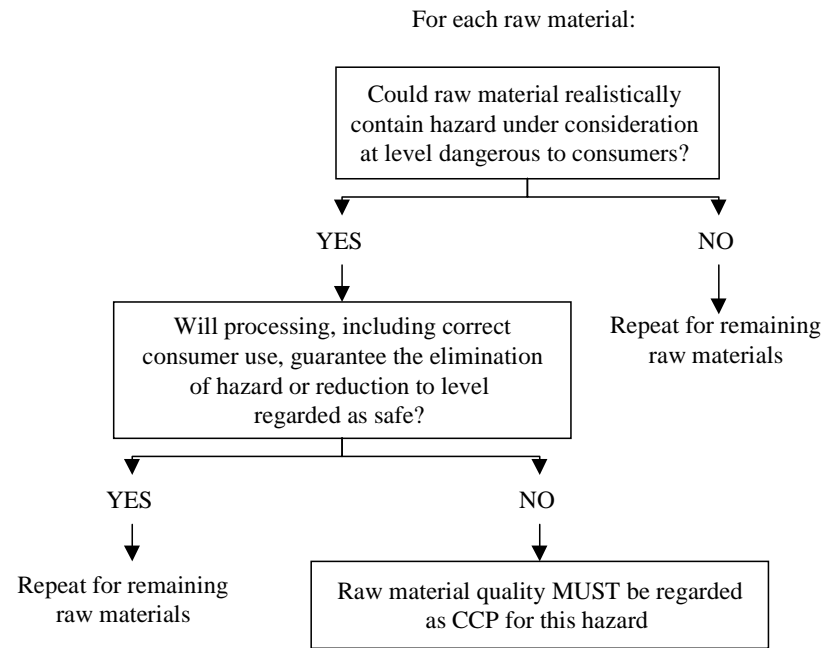 For each raw material:
Could raw material realistically
contain hazard under consideration
at level dangerous to consumers?
YES
NO
Will processing, including correct
consumer use, guarantee the elimination
of hazard or reduction to level
regarded as safe?
Repeat for remaining
raw materials
YES
NO
Repeat for remaining
raw materials
Raw material quality MUST be regarded
as CCP for this hazard